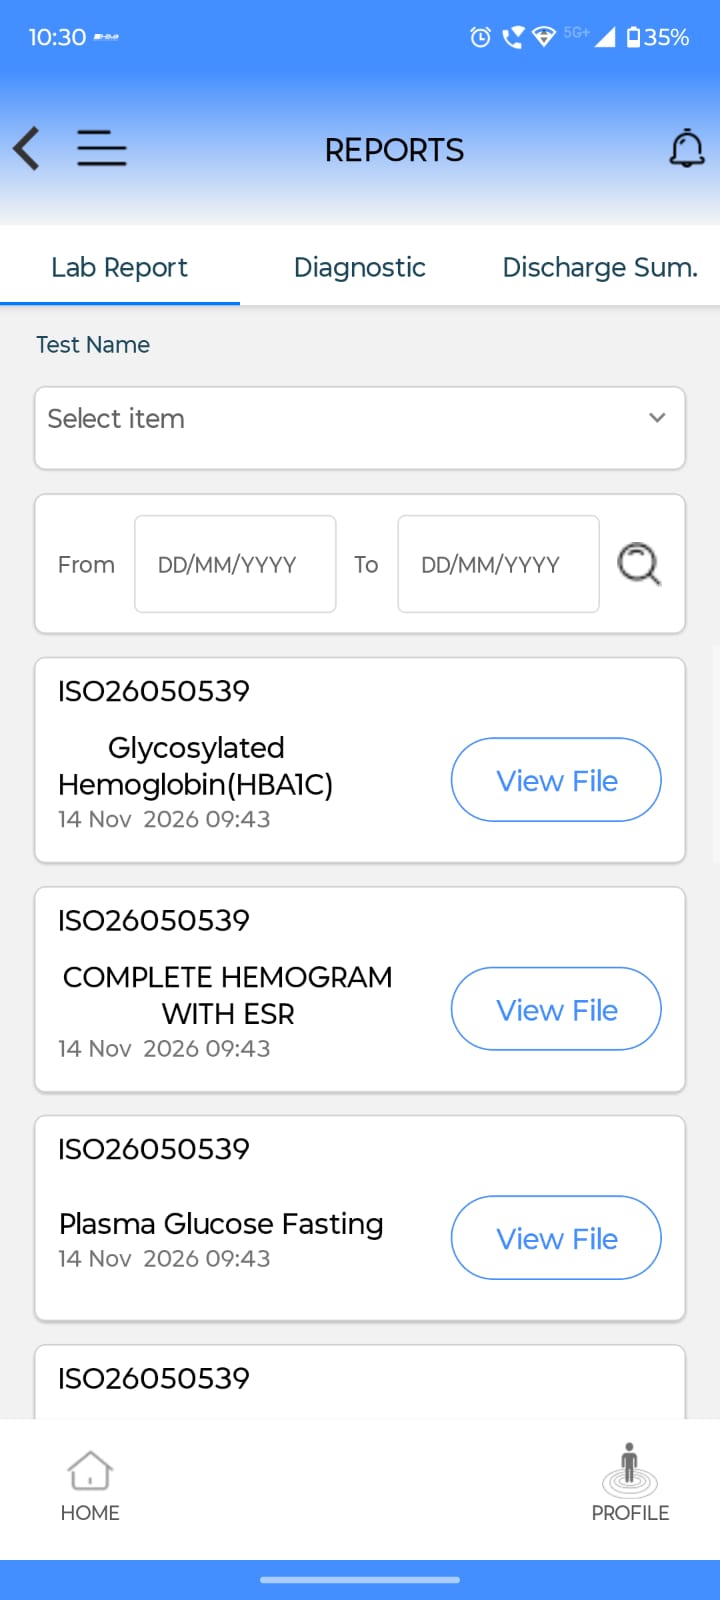 10:30
5G+
35%
REPORTS
Lab Report
Diagnostic
Discharge Sum.
Test Name
Select item
From DD/MM/YYYY To DD/MM/YYYY
ISO26050539
Glycosylated
Hemoglobin(HBA1C)
14 Nov 2026 09:43
View File
ISO26050539
COMPLETE HEMOGRAM
WITH ESR
14 Nov 2026 09:43
View File
ISO26050539
Plasma Glucose Fasting
14 Nov 2026 09:43
View File
ISO26050539
HOME
PROFILE